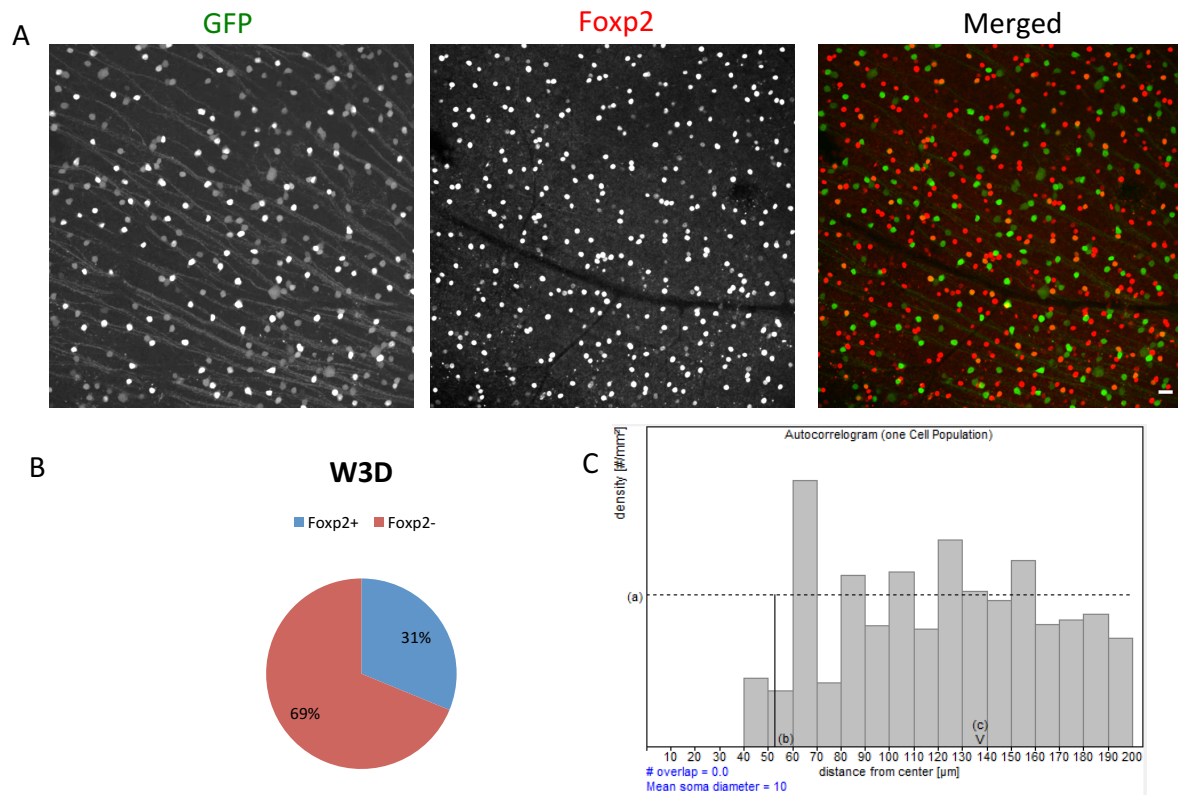 A
GFP
Foxp2
Merged
B
W3D
Foxp2+ Foxp2-
31%
69%
C
Autocorrelogram (one Cell Population)
density [#/mm²]
(a)
(b)
(c)
V
10 20 30 40 50 60 70 80 90 100 110 120 130 140 150 160 170 180 190 200
distance from center [µm]
# overlap = 0.0
Mean soma diameter = 10